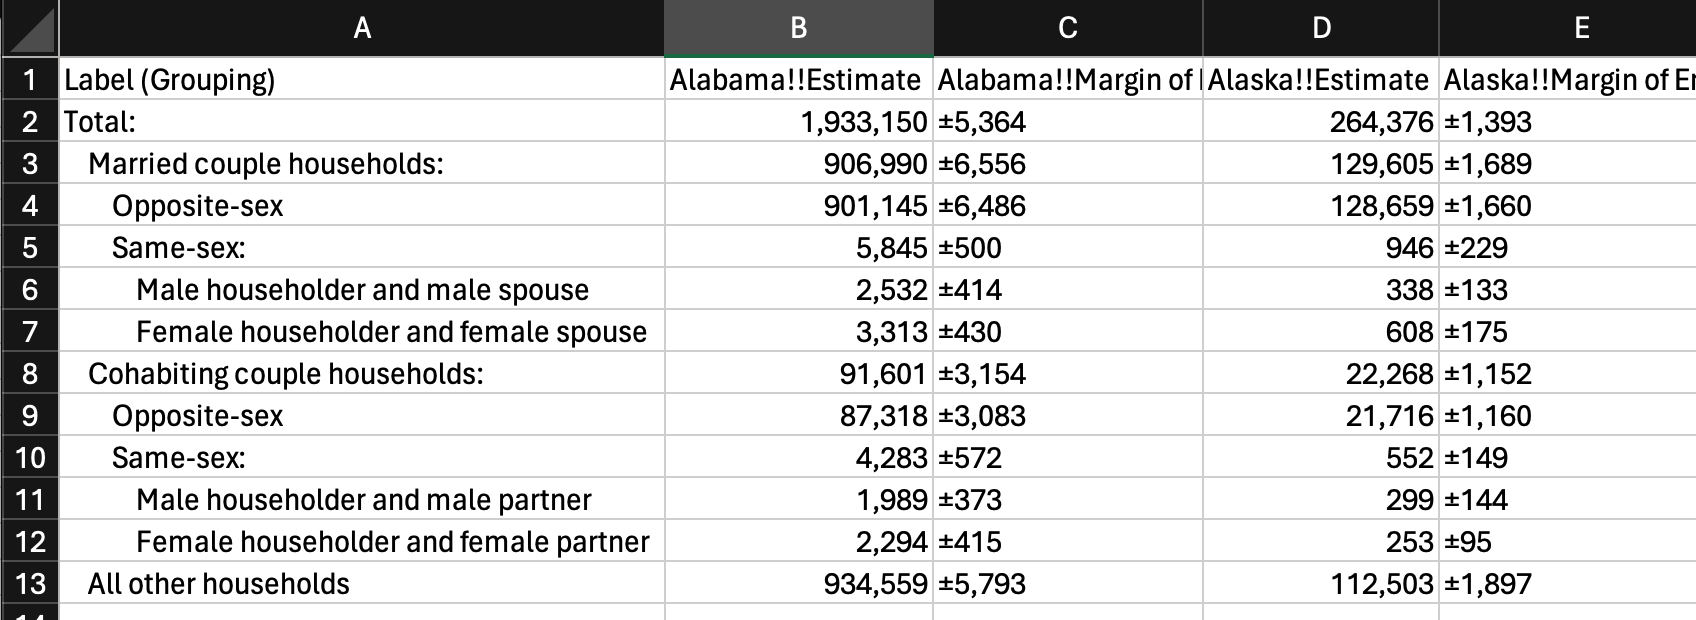 A B C D E
1 Label (Grouping) Alabama!!Estimate Alabama!!Margin of Alaska!!Estimate Alaska!!Margin of
2 Total: 1,933,150 ±5,364 264,376 ±1,393
3 Married couple households: 906,990 ±6,556 129,605 ±1,689
4 Opposite-sex 901,145 ±6,486 128,659 ±1,660
5 Same-sex: 5,845 ±500 946 ±229
6 Male householder and male spouse 2,532 ±414 338 ±133
7 Female householder and female spouse 3,313 ±430 608 ±175
8 Cohabiting couple households: 91,601 ±3,154 22,268 ±1,152
9 Opposite-sex 87,318 ±3,083 21,716 ±1,160
10 Same-sex: 4,283 ±572 552 ±149
11 Male householder and male partner 1,989 ±373 299 ±144
12 Female householder and female partner 2,294 ±415 253 ±95
13 All other households 934,559 ±5,793 112,503 ±1,897